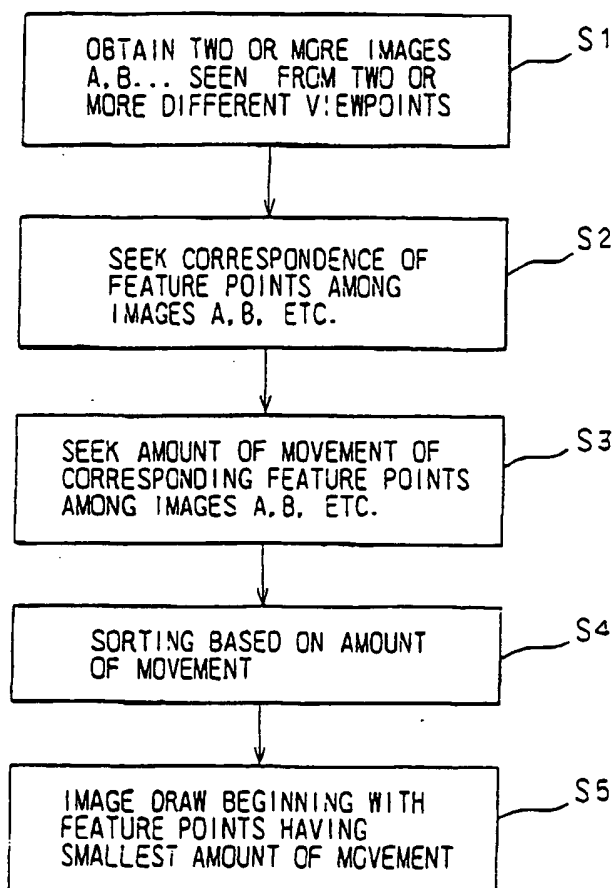 OBTAIN TWO OR MORE IMAGES
A.B... SEEN FROM TWO OR
MORE DIFFERENT VIEWPOINTS
S1
SEEK CORRESPONDENCE OF
FEATURE POINTS AMONG
IMAGES A.B. ETC.
S2
SEEK AMOUNT OF MOVEMENT OF
CORRESPONDING FEATURE POINTS
AMONG IMAGES A.B. ETC.
S3
SORTING BASED ON AMOUNT
OF MOVEMENT
S4
IMAGE DRAW BEGINNING WITH
FEATURE POINTS HAVING
SMALLEST AMOUNT OF MOVEMENT
S5